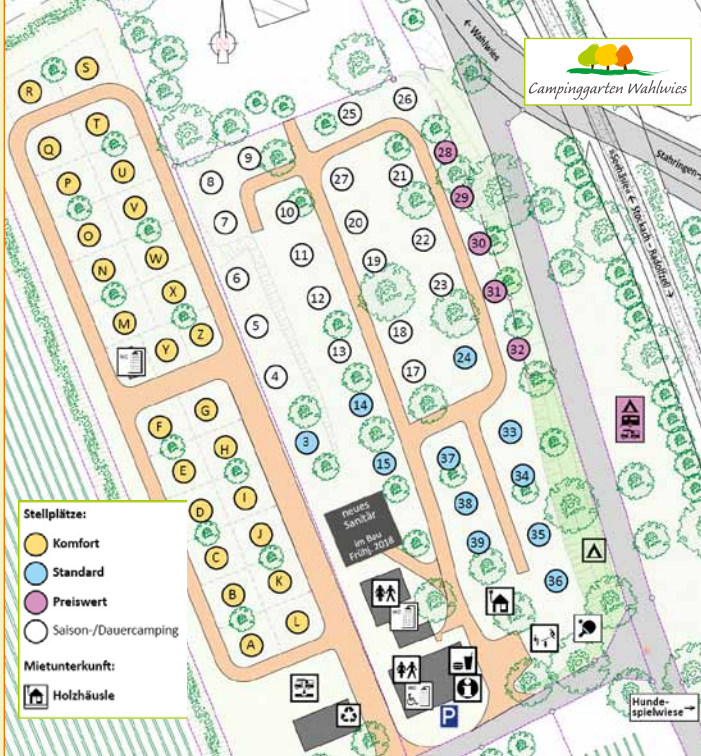 ← Wahlwies
Campinggarten Wahlwies
Stahringen→
Stockach - Radolfzell →
S
R
26
25
T
Q
9
28
U
27
21
P
8
29
V
10
7
20
O
22
30
W
11
19
N
6
23
31
X
12
M
5
18
Z
Y
13
32
WC
24
17
4
14
G
F
33
3
H
37
15
E
34
I
38
D
neues
Sanitär
im Bau
Frühj. 2018
J
39
35
C
K
36
B
L
A
WC
WC
i
P
Stellplätze:
Komfort
Standard
Preiswert
Saison-/Dauercamping
Mietunterkunft:
Holzhäusle
Hunde-
spielwiese →